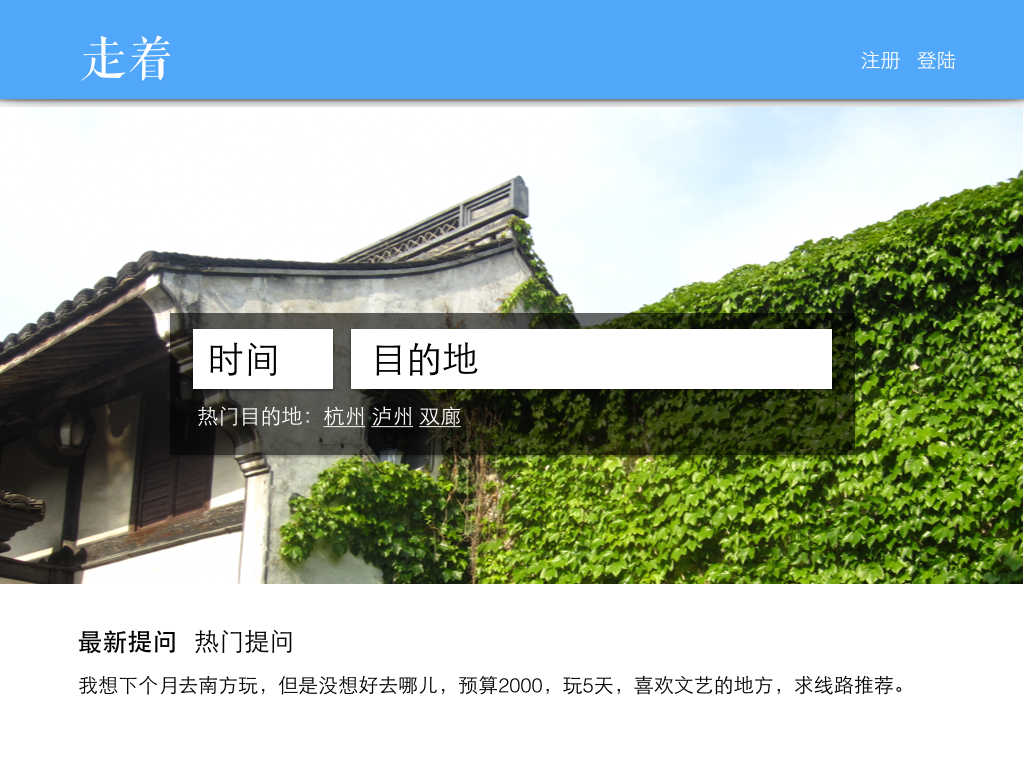 走着
注册 登陆
时间 目的地
热门目的地：杭州 泸州 双廊
最新提问 热门提问
我想下个月去南方玩，但是没想好去哪儿，预算2000，玩5天，喜欢文艺的地方，求线路推荐。